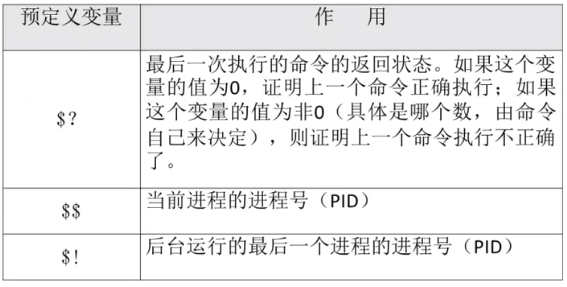 预定义变量 作 用
$?
最后一次执行的命令的返回状态。如果这个变
量的值为0，证明上一个命令正确执行；如果
这个变量的值为非0（具体是哪个数，由命令
自己来决定），则证明上一个命令执行不正确
了。
$$ 当前进程的进程号（PID）
$! 后台运行的最后一个进程的进程号（PID）